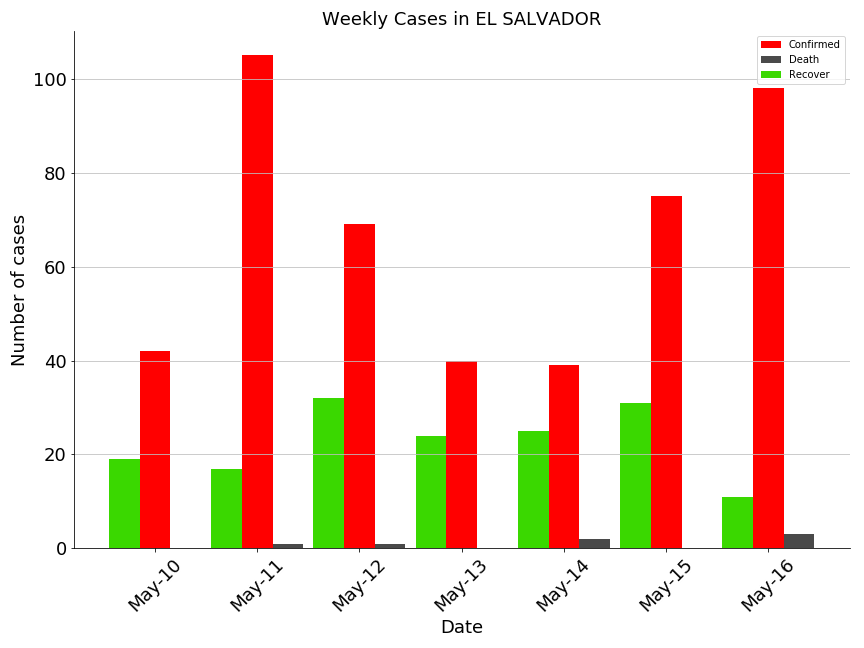 Weekly Cases in EL SALVADOR
Confirmed
Death
Recover
Number of cases
100
80
60
40
20
0
May-10
May-11
May-12
May-13
May-14
May-15
May-16
Date